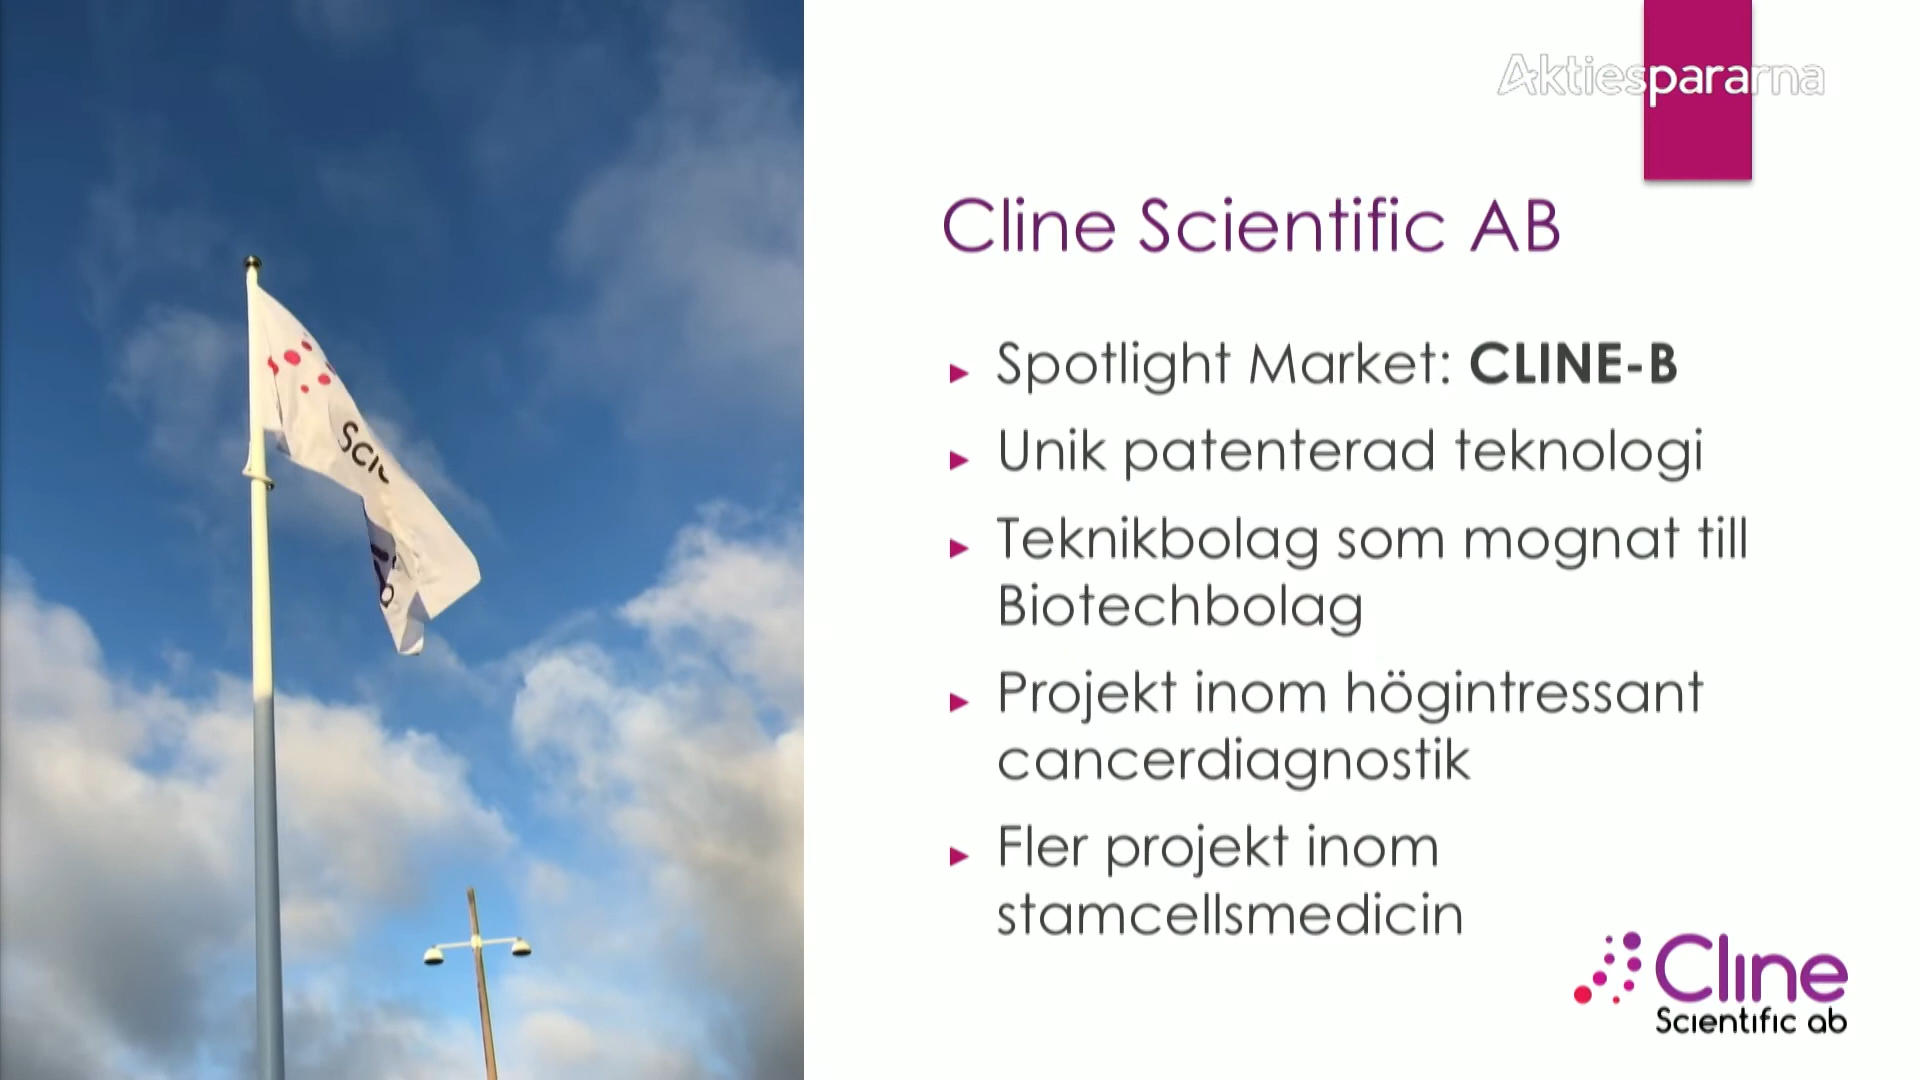 Aktiespararna
Cline Scientific AB
Spotlight Market: CLINE-B
Unik patenterad teknologi
Teknikbolag som mognat till
Biotechbolag
Projekt inom högintressant
cancerdiagnostik
Fler projekt inom
stamcellsmedicin
Cline
Scientific ab